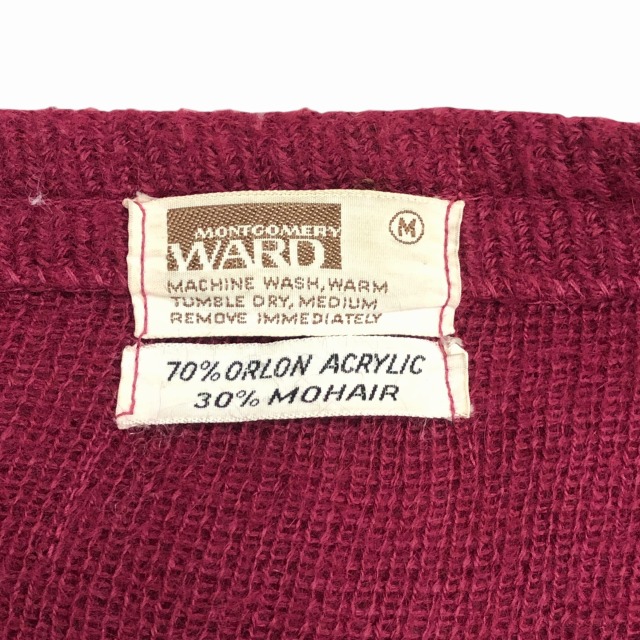 MONTGOMERY
WARD
M
MACHINE WASH, WARM
TUMBLE DRY, MEDIUM
REMOVE IMMEDIATELY
70% ORLON ACRYLIC
30% MOHAIR